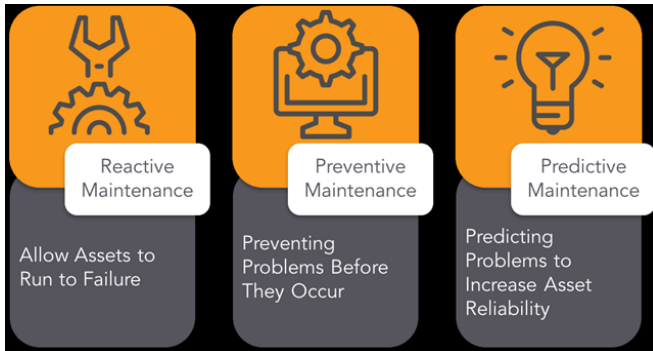 Reactive
Maintenance
Allow Assets to
Run to Failure
Preventive
Maintenance
Preventing
Problems Before
They Occur
Predictive
Maintenance
Predicting
Problems to
Increase Asset
Reliability